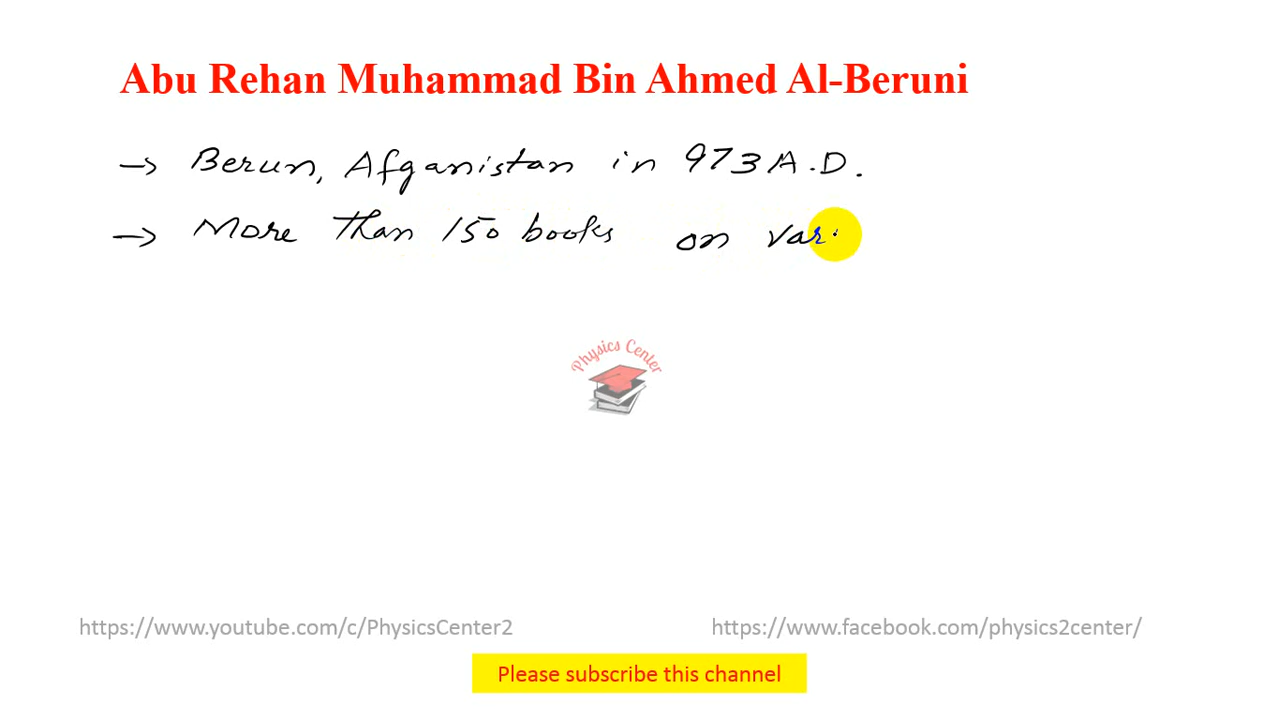 Abu Rehan Muhammad Bin Ahmed Al-Beruni
→ Berun, Afganistan in 973 A.D.
→ More than 150 books on vari
Physics Center
https://www.youtube.com/c/PhysicsCenter2
https://www.facebook.com/physics2center/
Please subscribe this channel